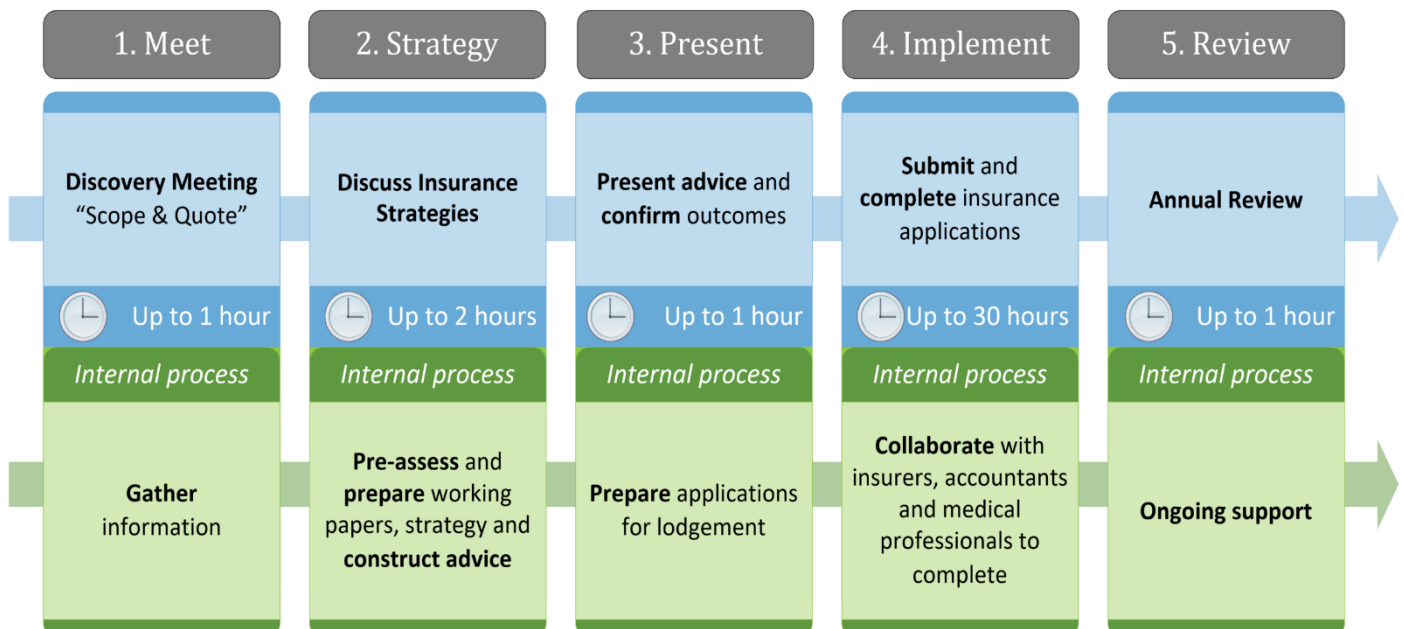 1. Meet
2. Strategy
3. Present
4. Implement
5. Review
Discovery Meeting
“Scope & Quote”
Discuss Insurance
Strategies
Present advice and
confirm outcomes
Submit and
complete insurance
applications
Annual Review
Up to 1 hour
Up to 2 hours
Up to 1 hour
Up to 30 hours
Up to 1 hour
Internal process
Internal process
Internal process
Internal process
Internal process
Gather
information
Pre-assess and
prepare working
papers, strategy and
construct advice
Prepare applications
for lodgement
Collaborate with
insurers, accountants
and medical
professionals to
complete
Ongoing support